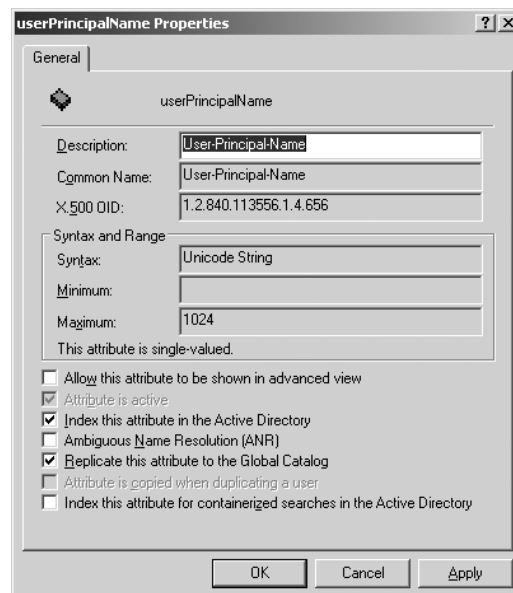 userPrincipalName Properties
General
userPrincipalName
Description: User-Principal-Name
Common Name: User-Principal-Name
X.500 OID: 1.2.840.113556.1.4.656
Syntax and Range
Syntax: Unicode String
Minimum:
Maximum: 1024
This attribute is single-valued.
Allow this attribute to be shown in advanced view
Attribute is active
Index this attribute in the Active Directory
Ambiguous Name Resolution (ANR)
Replicate this attribute to the Global Catalog
Attribute is copied when duplicating a user
Index this attribute for containerized searches in the Active Directory
OK Cancel Apply